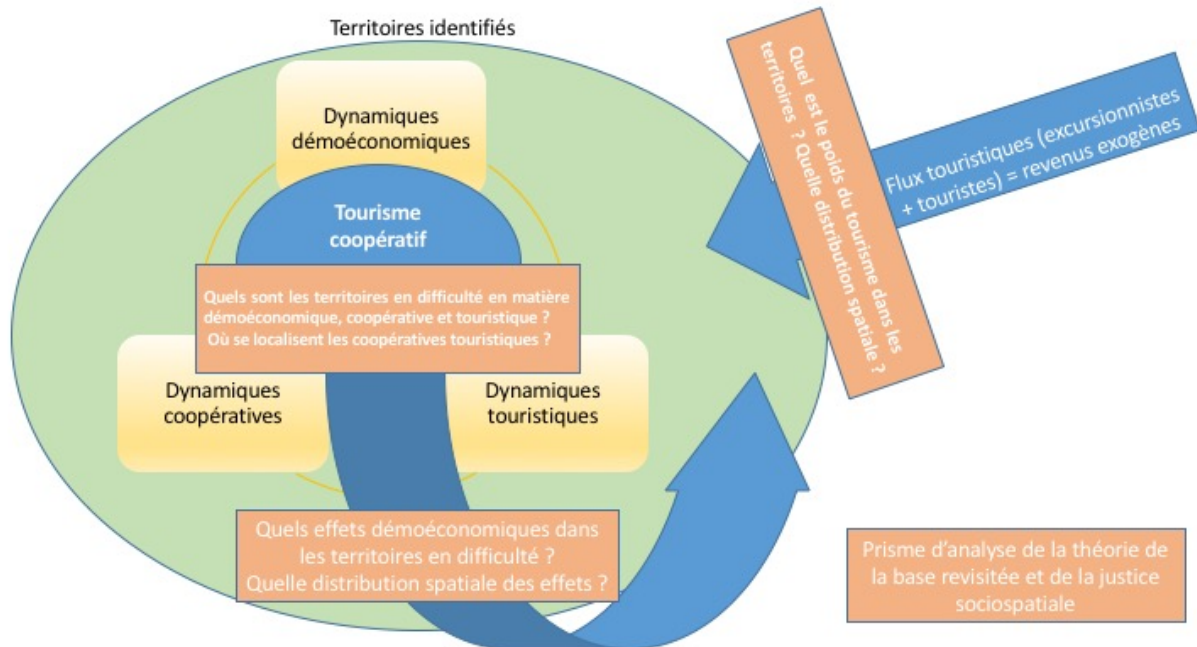 Territoires identifiés
Dynamiques
démoéconomiques
Tourisme
coopératif
Quels sont les territoires en difficulté en matière
démoéconomique, coopérative et touristique ?
Où se localisent les coopératives touristiques ?
Dynamiques
coopératives
Dynamiques
touristiques
Quels effets démoéconomiques dans
les territoires en difficulté ?
Quelle distribution spatiale des effets ?
Quel est le poids du tourisme dans les
territoires ? Quelle distribution
spatiale ?
Flux touristiques (excursionnistes
+ touristes) = revenus exogènes
Prisme d’analyse de la théorie de
la base revisitée et de la justice
sociospatiale